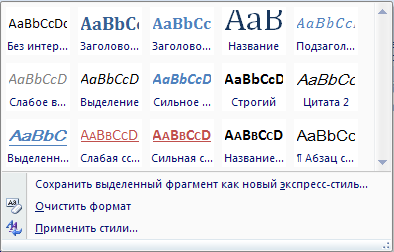 AaBbCcDc AaBbCc AaBbCc AaB AaBbCcL
Без интер... Заголово... Заголово... Название Подзагол...
AaBbCcD AaBbCcD AaBbCcD AaBbCcD AaBbCcD
Слабое в... Выделение Сильное ... Строгий Цитата 2
AaBbC AaBbCcD AaBbCcD AaBbCcD AaBbCc
Выделенн... Слабая сс... Сильная с... Название... ¶ Абзац с...
Сохранить выделенный фрагмент как новый экспресс-стиль...
Очистить формат
Применить стили...